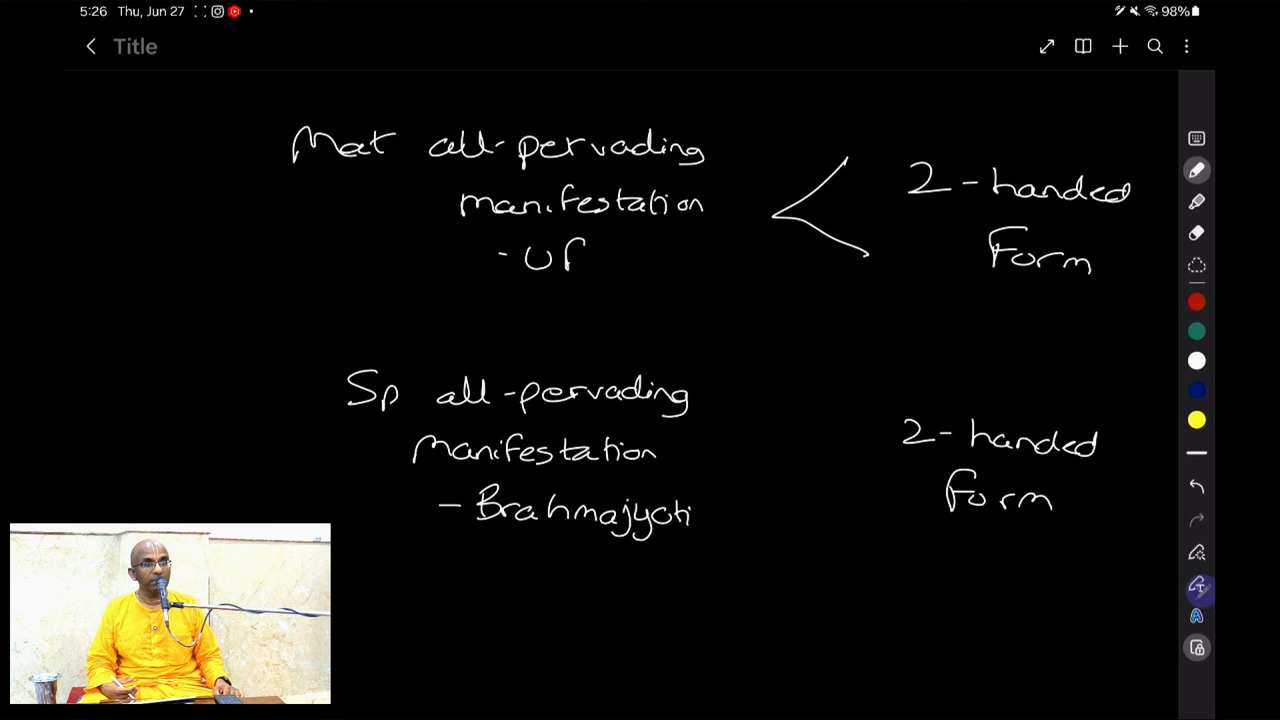 5:26 Thu, Jun 27 98%
Title
Mat all-pervading
manifestation
- UF
<
2-handed
Form
Sp all-pervading
manifestation
- Brahmajyoti
2-handed
Form